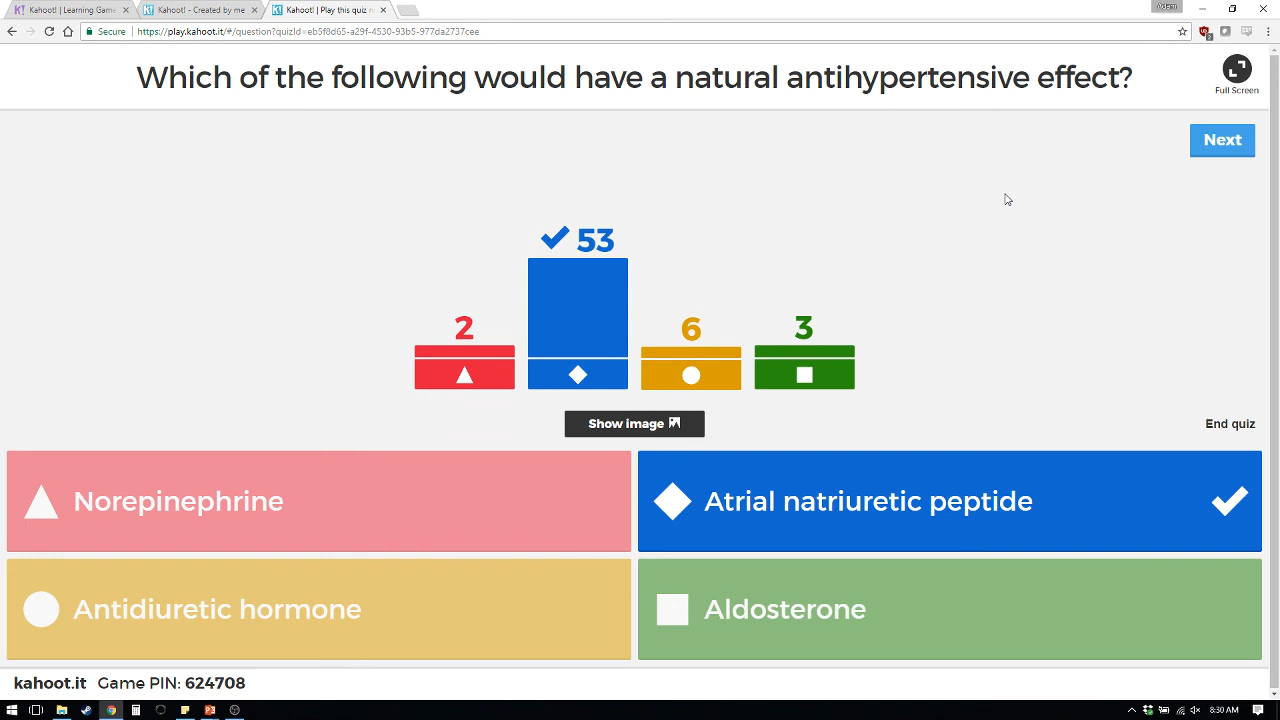 Kahoot! | Learning Game
Kahoot! - Created by me
Kahoot! | Play this quiz n
Adam
Secure
https://play.kahoot.it/#/question?quizId=eb5f8d65-a29f-4530-93b5-977da2737cee
Which of the following would have a natural antihypertensive effect?
Full Screen
Next
53
2
6
3
Show image
End quiz
Norepinephrine
Atrial natriuretic peptide
Antidiuretic hormone
Aldosterone
kahoot.it Game PIN: 624708
8:30 AM